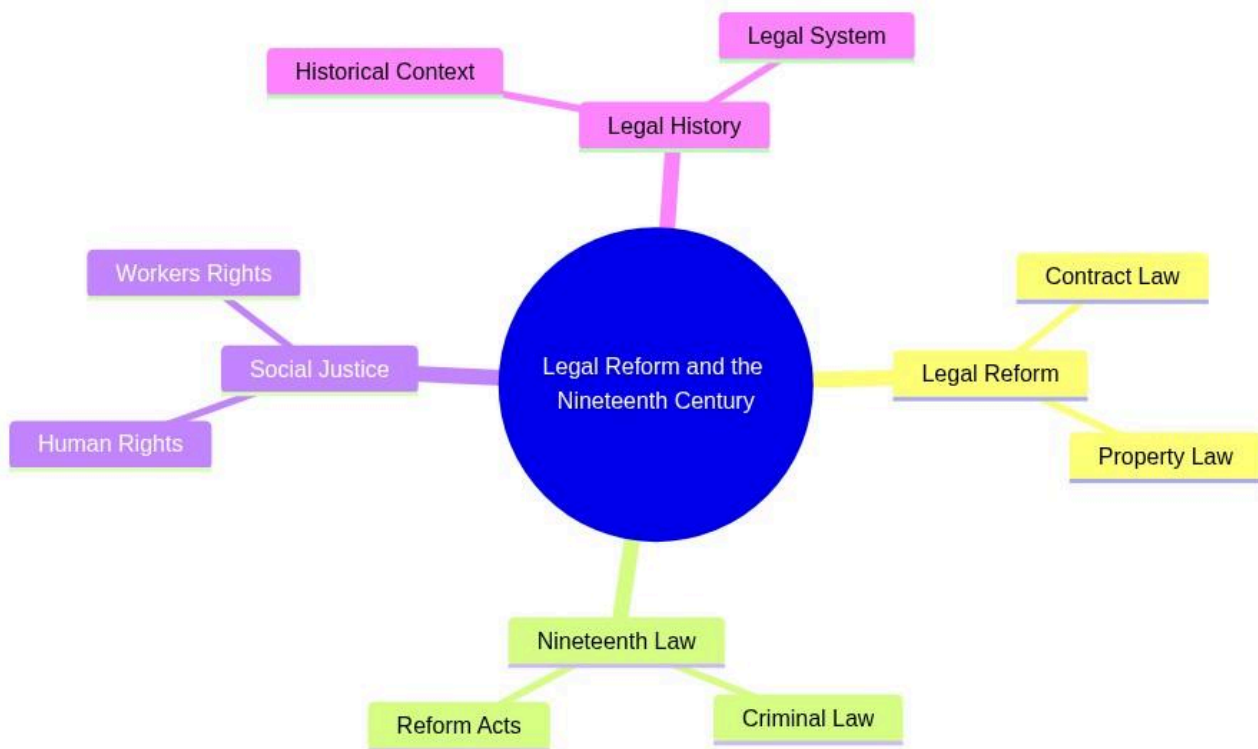 Legal System
Historical Context
Legal History
Workers Rights
Contract Law
Social Justice
Legal Reform and the
Nineteenth Century
Legal Reform
Human Rights
Property Law
Nineteenth Law
Reform Acts
Criminal Law